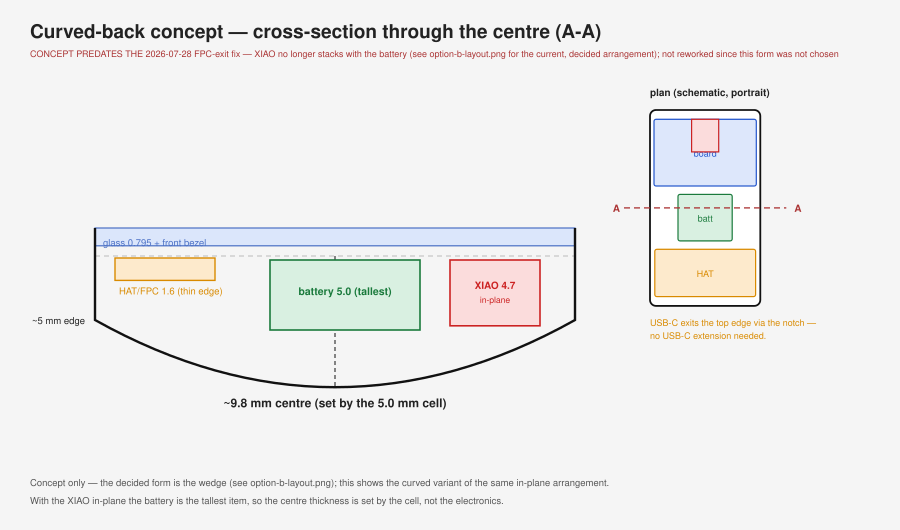 Curved-back concept — cross-section through the centre (A-A)
CONCEPT PREDATES THE 2026-07-28 FPC-exit fix — XIAO no longer stacks with the battery (see option-b-layout.png for the current, decided arrangement); not reworked since this form was not chosen
plan (schematic, portrait)
board
A
A
batt
HAT
USB-C exits the top edge via the notch —
no USB-C extension needed.
glass 0.795 + front bezel
HAT/FPC 1.6 (thin edge)
battery 5.0 (tallest)
XIAO 4.7
in-plane
~5 mm edge
~9.8 mm centre (set by the 5.0 mm cell)
Concept only — the decided form is the wedge (see option-b-layout.png); this shows the curved variant of the same in-plane arrangement.
With the XIAO in-plane the battery is the tallest item, so the centre thickness is set by the cell, not the electronics.